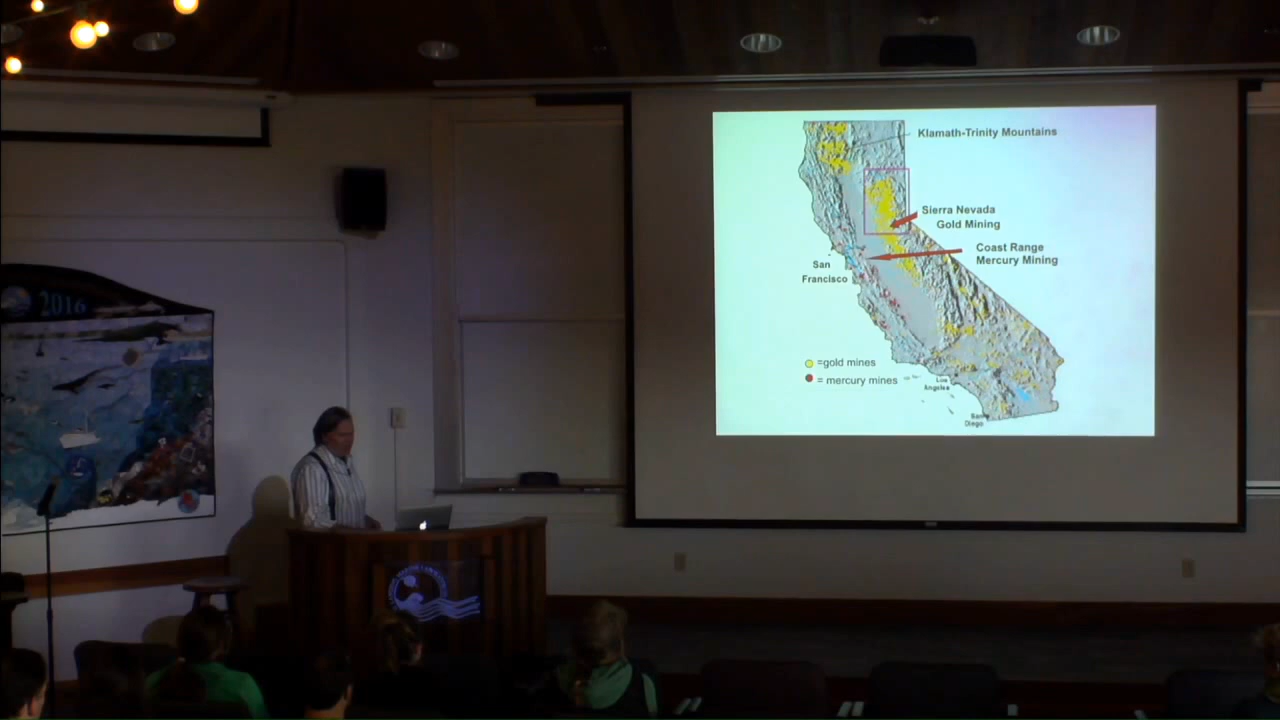 2016
Klamath-Trinity Mountains
Sierra Nevada
Gold Mining
Coast Range
Mercury Mining
San
Francisco
=gold mines
= mercury mines
Los
Angeles
San
Diego